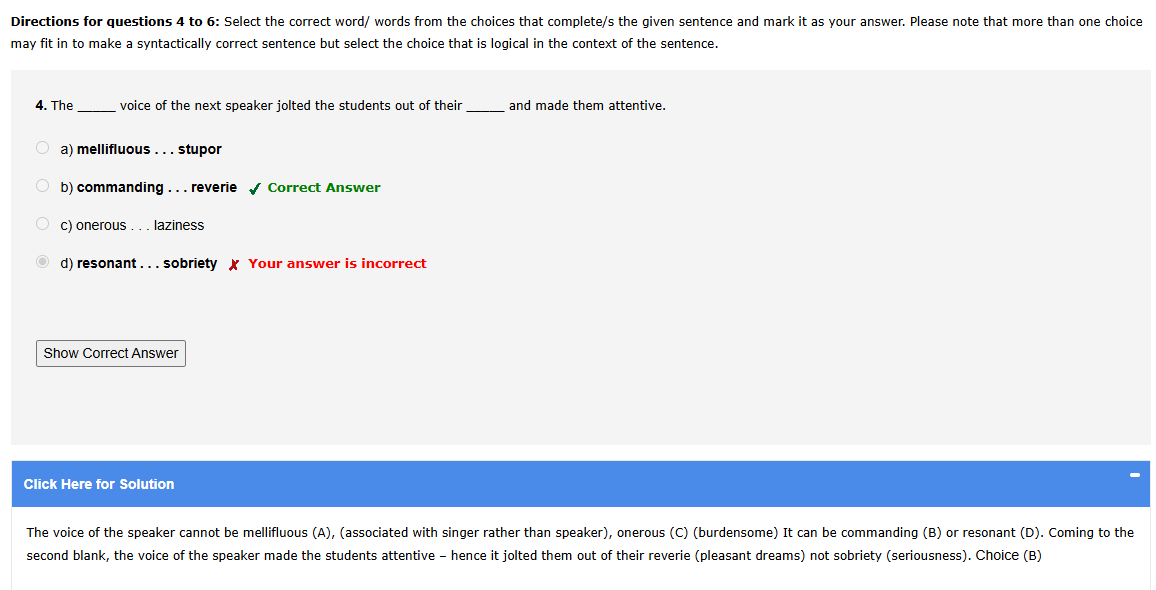 Directions for questions 4 to 6: Select the correct word/ words from the choices that complete/s the given sentence and mark it as your answer. Please note that more than one choice
may fit in to make a syntactically correct sentence but select the choice that is logical in the context of the sentence.
4. The _____ voice of the next speaker jolted the students out of their _____ and made them attentive.
a) mellifluous . . . stupor
b) commanding . . . reverie ✓ Correct Answer
c) onerous . . . laziness
d) resonant . . . sobriety ✗ Your answer is incorrect
Show Correct Answer
Click Here for Solution
The voice of the speaker cannot be mellifluous (A), (associated with singer rather than speaker), onerous (C) (burdensome) It can be commanding (B) or resonant (D). Coming to the
second blank, the voice of the speaker made the students attentive – hence it jolted them out of their reverie (pleasant dreams) not sobriety (seriousness). Choice (B)